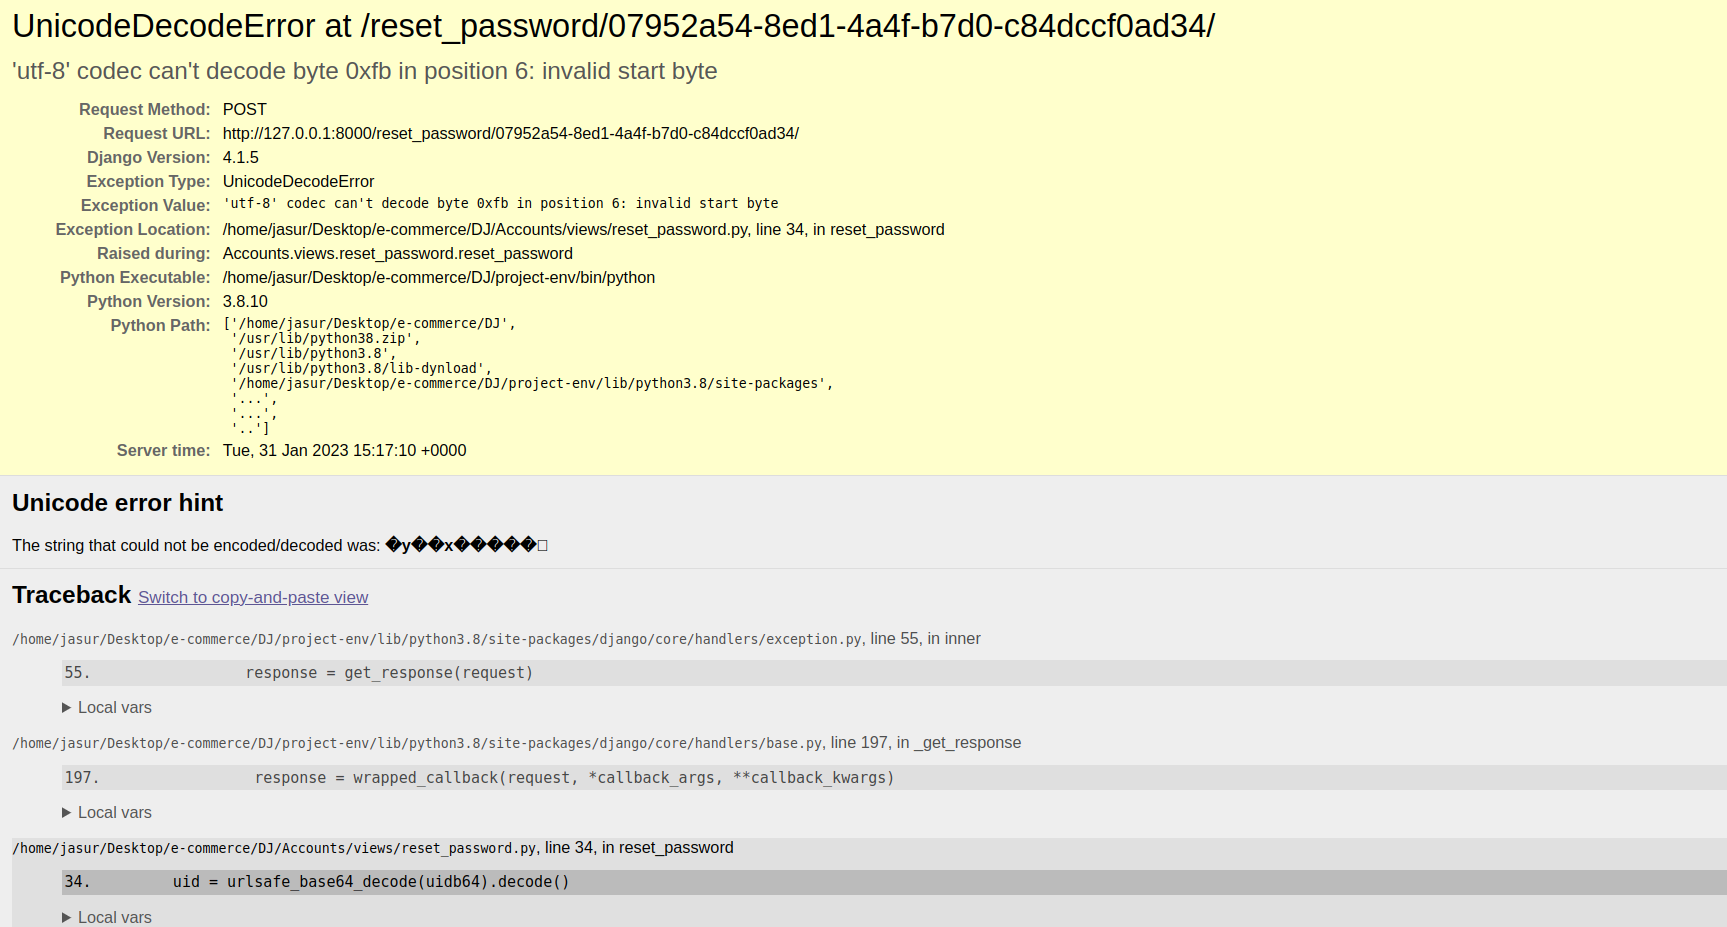 UnicodeDecodeError at /reset_password/07952a54-8ed1-4a4f-b7d0-c84dccf0ad34/
'utf-8' codec can't decode byte 0xfb in position 6: invalid start byte
Request Method: POST
Request URL: http://127.0.0.1:8000/reset_password/07952a54-8ed1-4a4f-b7d0-c84dccf0ad34/
Django Version: 4.1.5
Exception Type: UnicodeDecodeError
Exception Value: 'utf-8' codec can't decode byte 0xfb in position 6: invalid start byte
Exception Location: /home/jasur/Desktop/e-commerce/DJ/Accounts/views/reset_password.py, line 34, in reset_password
Raised during: Accounts.views.reset_password.reset_password
Python Executable: /home/jasur/Desktop/e-commerce/DJ/project-env/bin/python
Python Version: 3.8.10
Python Path: ['/home/jasur/Desktop/e-commerce/DJ',
'/usr/lib/python38.zip',
'/usr/lib/python3.8',
'/usr/lib/python3.8/lib-dynload',
'/home/jasur/Desktop/e-commerce/DJ/project-env/lib/python3.8/site-packages',
'...',
'...',
'..']
Server time: Tue, 31 Jan 2023 15:17:10 +0000
Unicode error hint
The string that could not be encoded/decoded was: �y��x�����□
Traceback Switch to copy-and-paste view
/home/jasur/Desktop/e-commerce/DJ/project-env/lib/python3.8/site-packages/django/core/handlers/exception.py, line 55, in inner
55. response = get_response(request)
▶ Local vars
/home/jasur/Desktop/e-commerce/DJ/project-env/lib/python3.8/site-packages/django/core/handlers/base.py, line 197, in _get_response
197. response = wrapped_callback(request, *callback_args, **callback_kwargs)
▶ Local vars
/home/jasur/Desktop/e-commerce/DJ/Accounts/views/reset_password.py, line 34, in reset_password
34. uid = urlsafe_base64_decode(uidb64).decode()
▶ Local vars